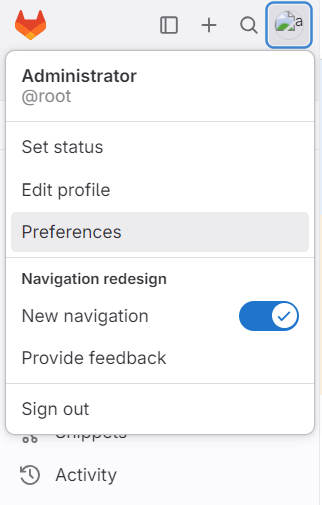 a
Administrator
@root
Set status
Edit profile
Preferences
Navigation redesign
New navigation
Provide feedback
Sign out
Snippets
Activity